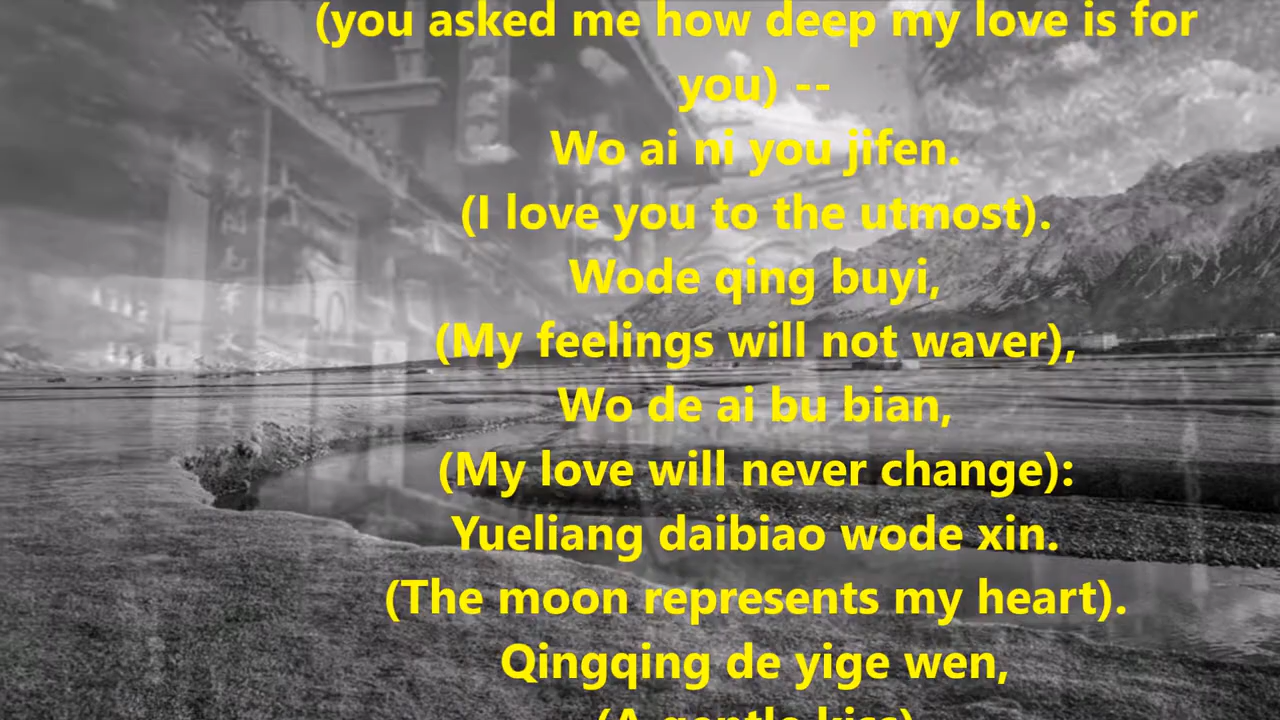 (you asked me how deep my love is for
you) --
Wo ai ni you jifen.
(I love you to the utmost).
Wode qing buyi,
(My feelings will not waver),
Wo de ai bu bian,
(My love will never change):
Yueliang daibiao wode xin.
(The moon represents my heart).
Qingqing de yige wen,
(A gentle kiss)